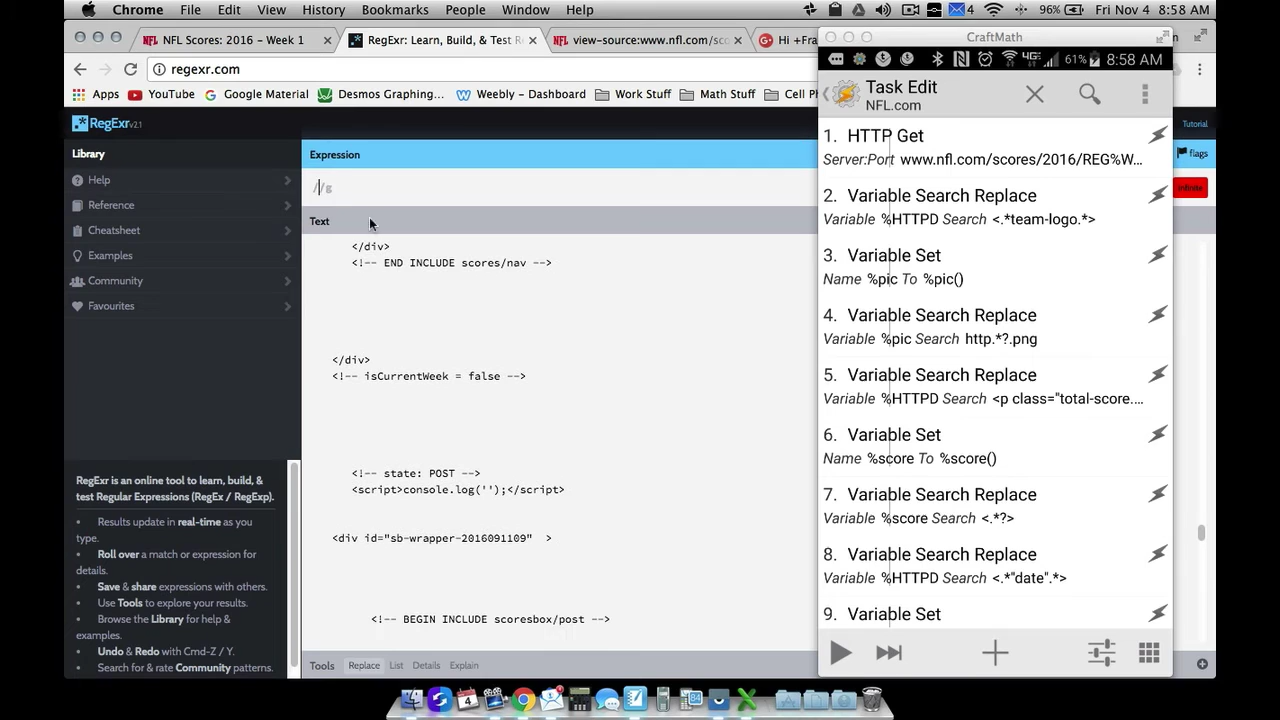 Chrome File Edit View History Bookmarks People Window Help 4 96% Fri Nov 4 8:58 AM
NFL Scores: 2016 - Week 1 × RegExr: Learn, Build, & Test R × view-source:www.nfl.com/sco × Hi +Fra
regexr.com
Apps YouTube Google Material Desmos Graphing... Weebly - Dashboard Work Stuff Math Stuff Cell
RegExr v2.1 Tutorial
Library
Help
Reference
Cheatsheet
Examples
Community
Favourites
RegExr is an online tool to learn, build, &
test Regular Expressions (RegEx / RegExp).
Results update in real-time as you
type.
Roll over a match or expression for
details.
Save & share expressions with others.
Use Tools to explore your results.
Browse the Library for help &
examples.
Undo & Redo with Cmd-Z / Y.
Search for & rate Community patterns.
Expression flags
//g infinite
Text
</div>
<!-- END INCLUDE scores/nav -->
</div>
<!-- isCurrentWeek = false -->
<!-- state: POST -->
<script>console.log('');</script>
<div id="sb-wrapper-2016091109" >
<!-- BEGIN INCLUDE scoresbox/post -->
Tools Replace List Details Explain
CraftMath
4G 61% 8:58 AM
Task Edit
NFL.com
1. HTTP Get
Server:Port www.nfl.com/scores/2016/REG%W...
2. Variable Search Replace
Variable %HTTPD Search <.*team-logo.*>
3. Variable Set
Name %pic To %pic()
4. Variable Search Replace
Variable %pic Search http.*?.png
5. Variable Search Replace
Variable %HTTPD Search <p class="total-score....
6. Variable Set
Name %score To %score()
7. Variable Search Replace
Variable %score Search <.*?>
8. Variable Search Replace
Variable %HTTPD Search <.*"date".*>
9. Variable Set